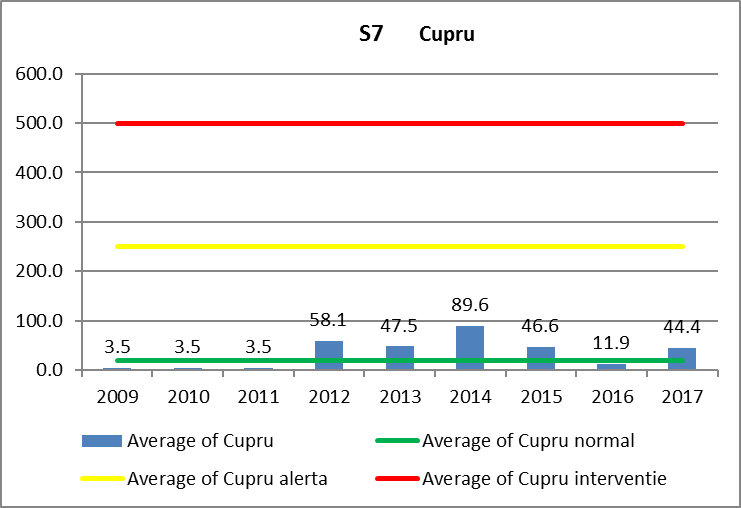 S7 Cupru
600.0
500.0
400.0
300.0
200.0
100.0
0.0
3.5 3.5 3.5 58.1 47.5 89.6 46.6 11.9 44.4
2009 2010 2011 2012 2013 2014 2015 2016 2017
Average of Cupru Average of Cupru normal
Average of Cupru alerta Average of Cupru interventie